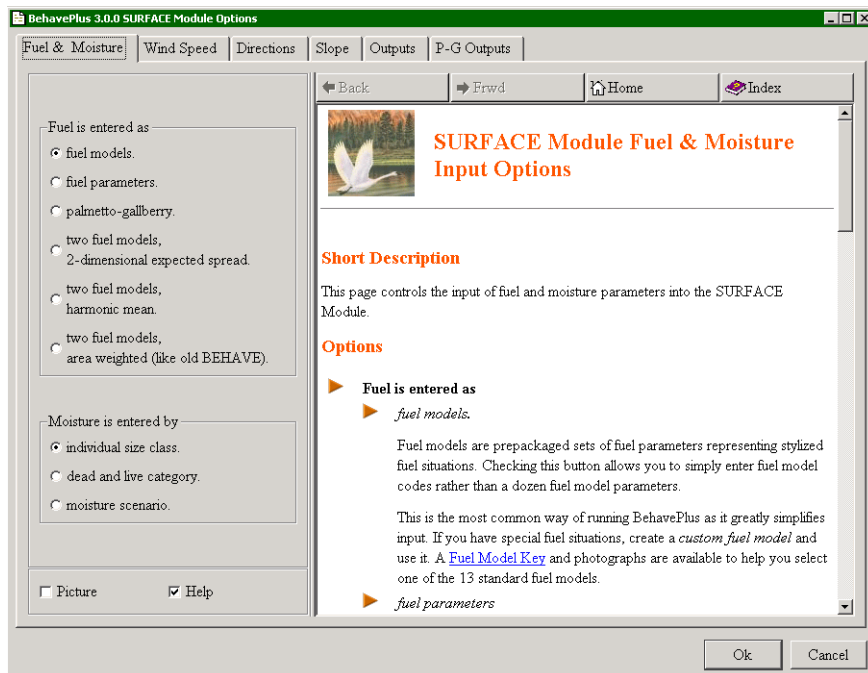 BehavePlus 3.0.0 SURFACE Module Options
Fuel & Moisture Wind Speed Directions Slope Outputs P-G Outputs
Fuel is entered as
fuel models.
fuel parameters.
palmetto-gallberry.
two fuel models,
2-dimensional expected spread.
two fuel models,
harmonic mean.
two fuel models,
area weighted (like old BEHAVE).
Moisture is entered by
individual size class.
dead and live category.
moisture scenario.
Picture Help
Back Frwd Home Index
SURFACE Module Fuel & Moisture
Input Options
Short Description
This page controls the input of fuel and moisture parameters into the SURFACE
Module.
Options
Fuel is entered as
fuel models.
Fuel models are prepackaged sets of fuel parameters representing stylized
fuel situations. Checking this button allows you to simply enter fuel model
codes rather than a dozen fuel model parameters.
This is the most common way of running BehavePlus as it greatly simplifies
input. If you have special fuel situations, create a custom fuel model and
use it. A Fuel Model Key and photographs are available to help you select
one of the 13 standard fuel models.
fuel parameters
Ok Cancel